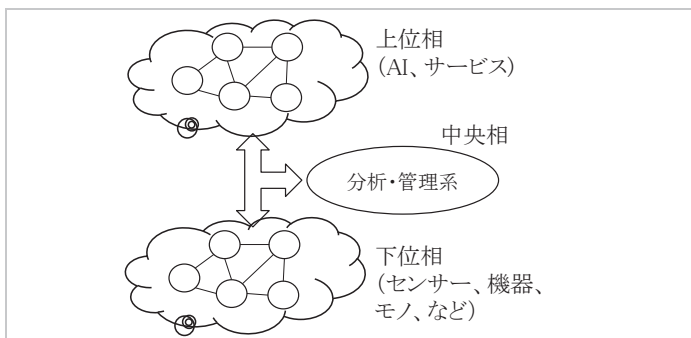 上位相
（AI、サービス）
中央相
分析・管理系
下位相
（センサー、機器、
モノ、など）